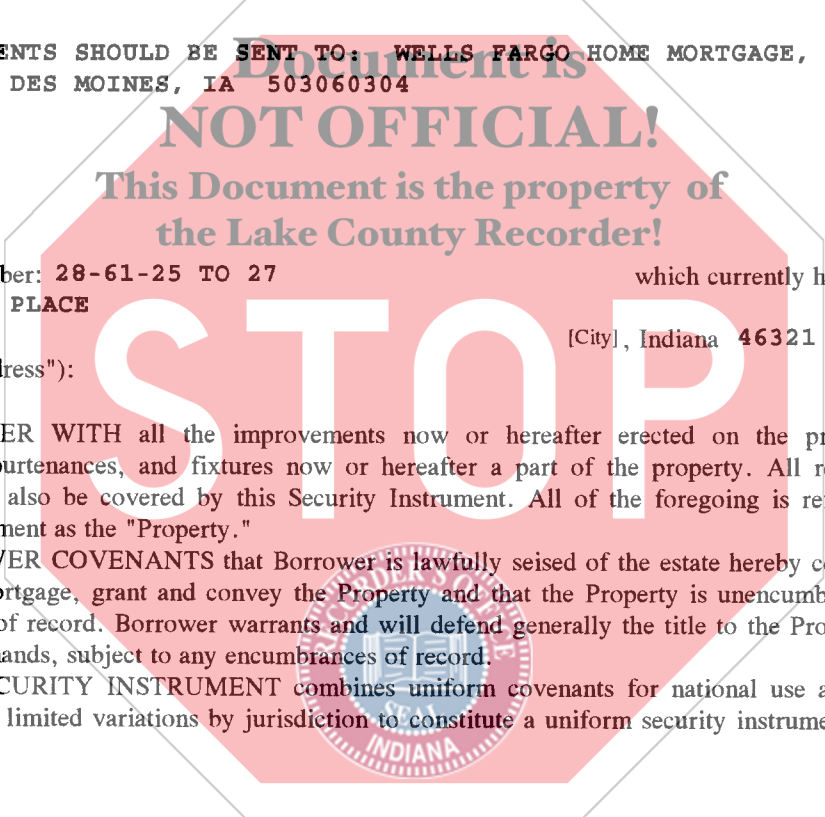 ENTS SHOULD BE SENT TO: WELLS FARGO HOME MORTGAGE,
Document is
DES MOINES, IA 503060304
NOT OFFICIAL!
This Document is the property of
the Lake County Recorder!
ber: 28-61-25 TO 27 which currently h
PLACE
STOP
[City], Indiana 46321
ress"):
ER WITH all the improvements now or hereafter erected on the pr
urtenances, and fixtures now or hereafter a part of the property. All r
also be covered by this Security Instrument. All of the foregoing is re
ment as the "Property."
ER COVENANTS that Borrower is lawfully seised of the estate hereby c
ortgage, grant and convey the Property and that the Property is unencumb
of record. Borrower warrants and will defend generally the title to the Pro
ands, subject to any encumbrances of record.
CURITY INSTRUMENT combines uniform covenants for national use a
limited variations by jurisdiction to constitute a uniform security instrume
RECORDER'S OFFICE
SEAL
INDIANA